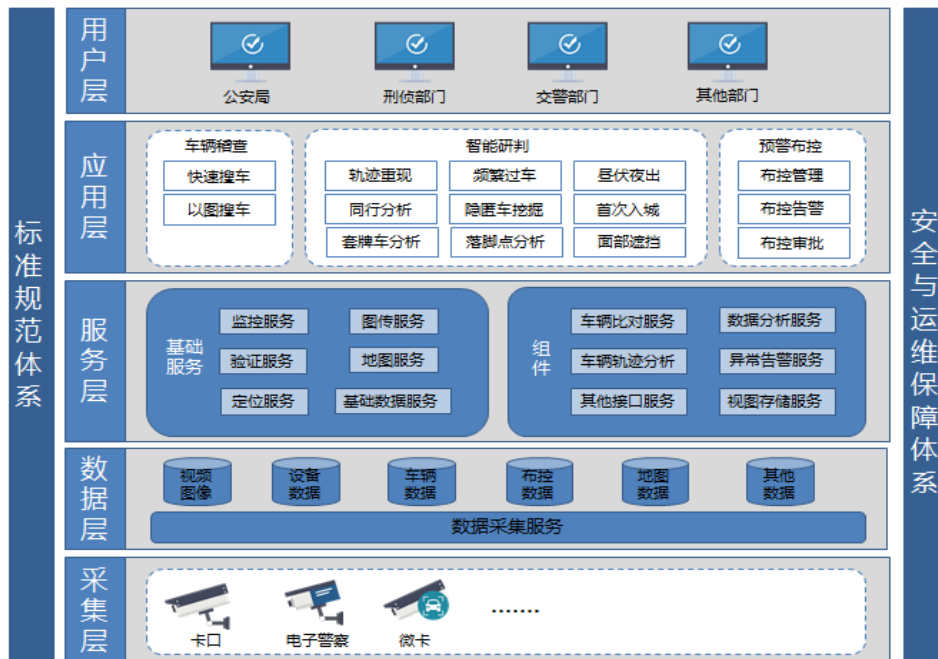 标准规范体系
用户层
公安局
刑侦部门
交警部门
其他部门
应用层
车辆稽查
快速搜车
以图搜车
智能研判
轨迹重现
频繁过车
昼伏夜出
同行分析
隐匿车挖掘
首次入城
套牌车分析
落脚点分析
面部遮挡
预警布控
布控管理
布控告警
布控审批
服务层
基础
服务
监控服务
图传服务
验证服务
地图服务
定位服务
基础数据服务
组件
车辆比对服务
数据分析服务
车辆轨迹分析
异常告警服务
其他接口服务
视图存储服务
数据层
视频
图像
设备
数据
车辆
数据
布控
数据
地图
数据
其他
数据
数据采集服务
采集层
卡口
电子警察
微卡
.......
安全与运维保障体系